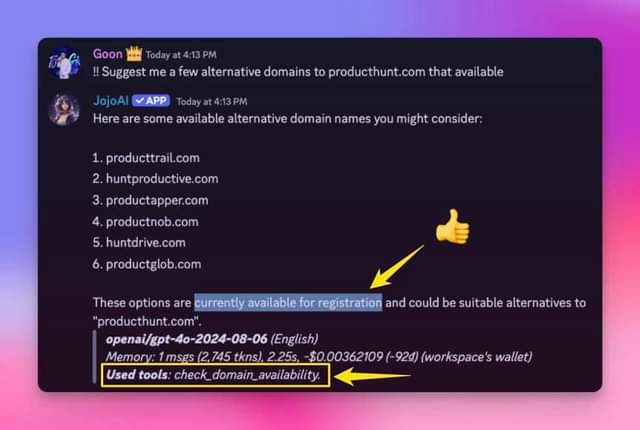 Goon 👑 Today at 4:13 PM
!! Suggest me a few alternative domains to producthunt.com that available
JojoAI ✓ APP Today at 4:13 PM
Here are some available alternative domain names you might consider:
1. producttrail.com
2. huntproductive.com
3. productapper.com
4. productnob.com
5. huntdrive.com
6. productglob.com
These options are currently available for registration and could be suitable alternatives to
"producthunt.com".
openai/gpt-4o-2024-08-06 (English)
Memory: 1 msgs (2,745 tkns), 2.25s, -$0.00362109 (~92đ) (workspace's wallet)
Used tools: check_domain_availability.